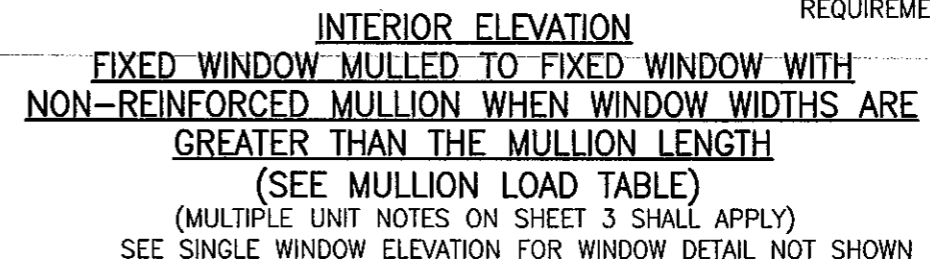 REQUIREME
INTERIOR ELEVATION
FIXED WINDOW MULLED TO FIXED WINDOW WITH
NON-REINFORCED MULLION WHEN WINDOW WIDTHS ARE
GREATER THAN THE MULLION LENGTH
(SEE MULLION LOAD TABLE)
(MULTIPLE UNIT NOTES ON SHEET 3 SHALL APPLY)
SEE SINGLE WINDOW ELEVATION FOR WINDOW DETAIL NOT SHOWN